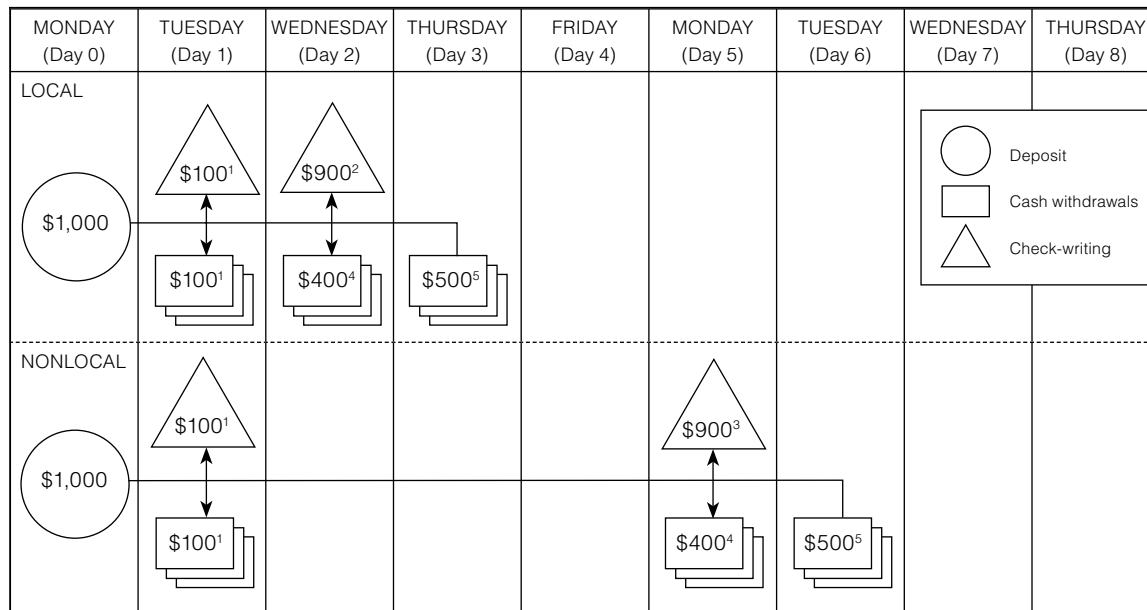 MONDAY TUESDAY WEDNESDAY THURSDAY FRIDAY MONDAY TUESDAY WEDNESDAY THURSDAY
(Day 0) (Day 1) (Day 2) (Day 3) (Day 4) (Day 5) (Day 6) (Day 7) (Day 8)
LOCAL
$100¹ $900²
$1,000
$100¹ $400⁴ $500⁵
Deposit
Cash withdrawals
Check-writing
NONLOCAL
$100¹ $900³
$1,000
$100¹ $400⁴ $500⁵